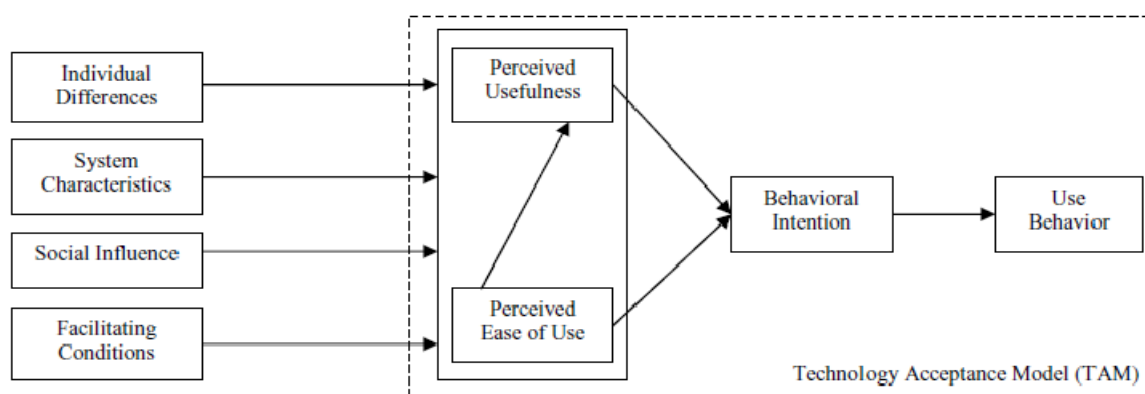 Individual
Differences
System
Characteristics
Social Influence
Facilitating
Conditions
Perceived
Usefulness
Perceived
Ease of Use
Behavioral
Intention
Use
Behavior
Technology Acceptance Model (TAM)